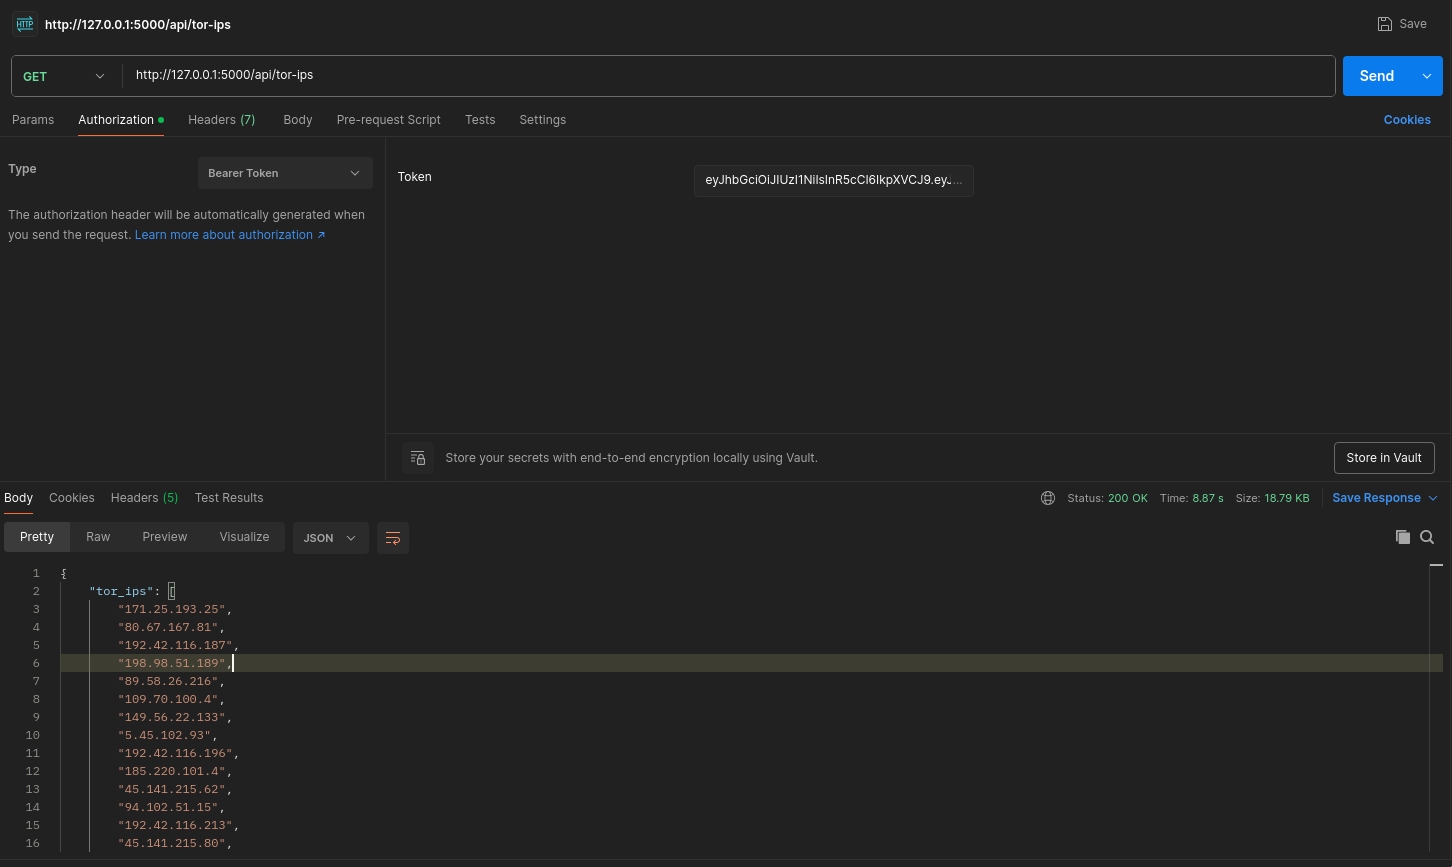 HTTP http://127.0.0.1:5000/api/tor-ips Save
GET http://127.0.0.1:5000/api/tor-ips Send
Params Authorization Headers (7) Body Pre-request Script Tests Settings Cookies
Type Bearer Token
The authorization header will be automatically generated when
you send the request. Learn more about authorization ↗
Token eyJhbGciOiJIUzI1NiIsInR5cCI6IkpXVCJ9.eyJ...
Store your secrets with end-to-end encryption locally using Vault. Store in Vault
Body Cookies Headers (5) Test Results Status: 200 OK Time: 8.87 s Size: 18.79 KB Save Response
Pretty Raw Preview Visualize JSON
1 {
2 "tor_ips": [
3 "171.25.193.25",
4 "80.67.167.81",
5 "192.42.116.187",
6 "198.98.51.189",
7 "89.58.26.216",
8 "109.70.100.4",
9 "149.56.22.133",
10 "5.45.102.93",
11 "192.42.116.196",
12 "185.220.101.4",
13 "45.141.215.62",
14 "94.102.51.15",
15 "192.42.116.213",
16 "45.141.215.80",